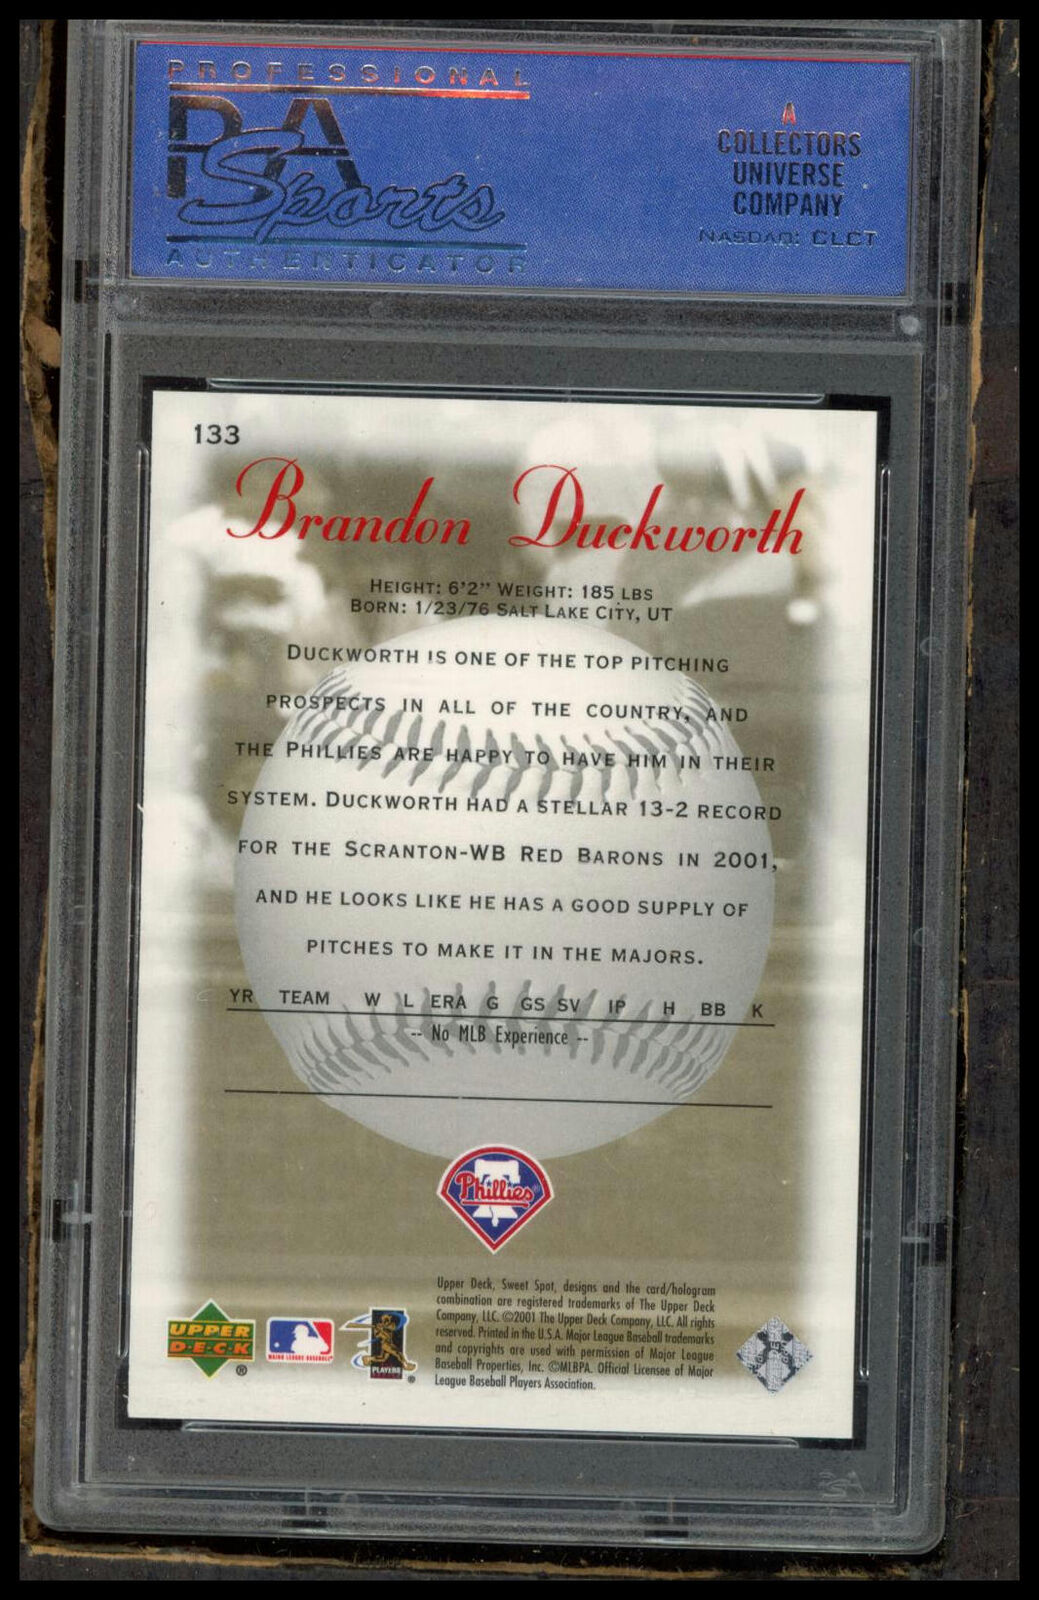 PROFESSIONAL
PSA
Sports
AUTHENTICATOR
A
COLLECTORS
UNIVERSE
COMPANY
NASDAQ: CLCT
133
Brandon Duckworth
HEIGHT: 6'2" WEIGHT: 185 LBS
BORN: 1/23/76 SALT LAKE CITY, UT
DUCKWORTH IS ONE OF THE TOP PITCHING
PROSPECTS IN ALL OF THE COUNTRY, AND
THE PHILLIES ARE HAPPY TO HAVE HIM IN THEIR
SYSTEM. DUCKWORTH HAD A STELLAR 13-2 RECORD
FOR THE SCRANTON-WB RED BARONS IN 2001,
AND HE LOOKS LIKE HE HAS A GOOD SUPPLY OF
PITCHES TO MAKE IT IN THE MAJORS.
YR TEAM W L ERA G GS SV IP H BB K
-- No MLB Experience --
Phillies
Upper Deck, Sweet Spot, designs and the card/hologram
combination are registered trademarks of The Upper Deck
Company, LLC. ©2001 The Upper Deck Company, LLC. All rights
reserved. Printed in the U.S.A. Major League Baseball trademarks
and copyrights are used with permission of Major League
Baseball Properties, Inc. ©MLBPA. Official Licensee of Major
League Baseball Players Association.
UPPER
DECK
®
MAJOR LEAGUE BASEBALL
PLAYERS